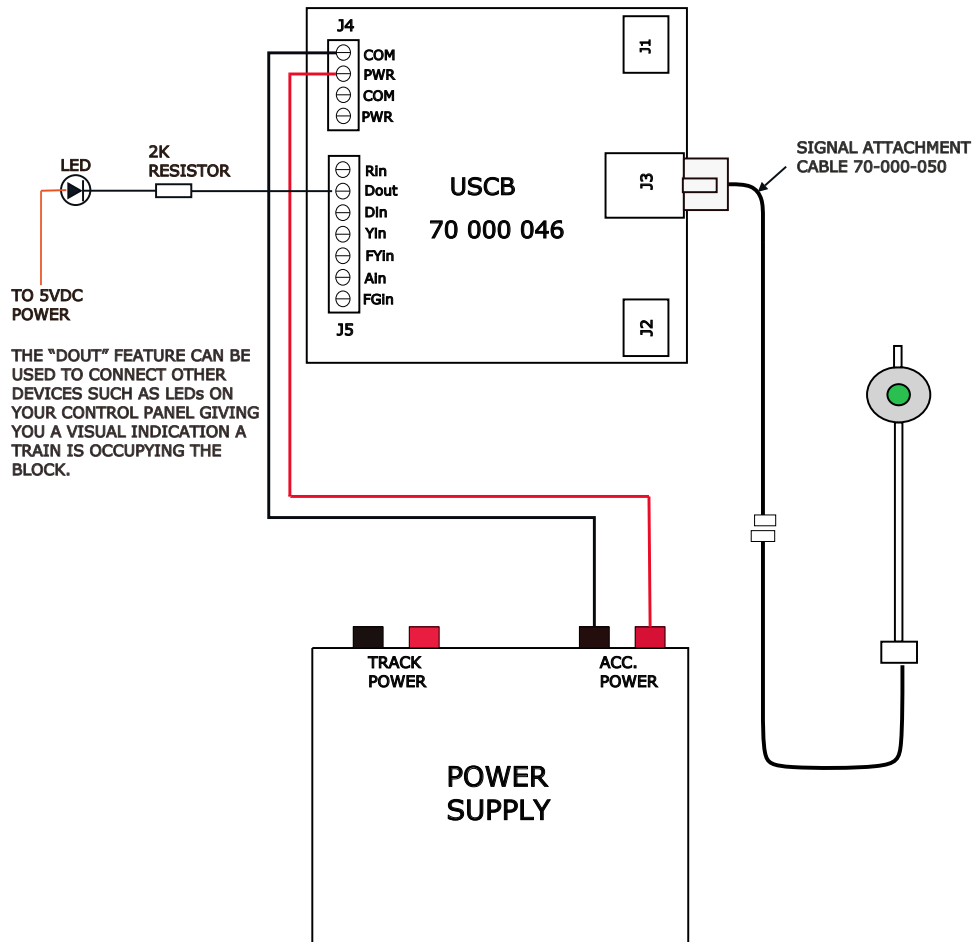 J4
COM
PWR
COM
PWR
J1
SIGNAL ATTACHMENT
CABLE 70-000-050
LED
2K
RESISTOR
Rin
Dout
Din
Yin
FYin
Ain
FGin
J5
USCB
70 000 046
J3
J2
TO 5VDC
POWER
THE “DOUT” FEATURE CAN BE
USED TO CONNECT OTHER
DEVICES SUCH AS LEDs ON
YOUR CONTROL PANEL GIVING
YOU A VISUAL INDICATION A
TRAIN IS OCCUPYING THE
BLOCK.
TRACK
POWER
ACC.
POWER
POWER
SUPPLY